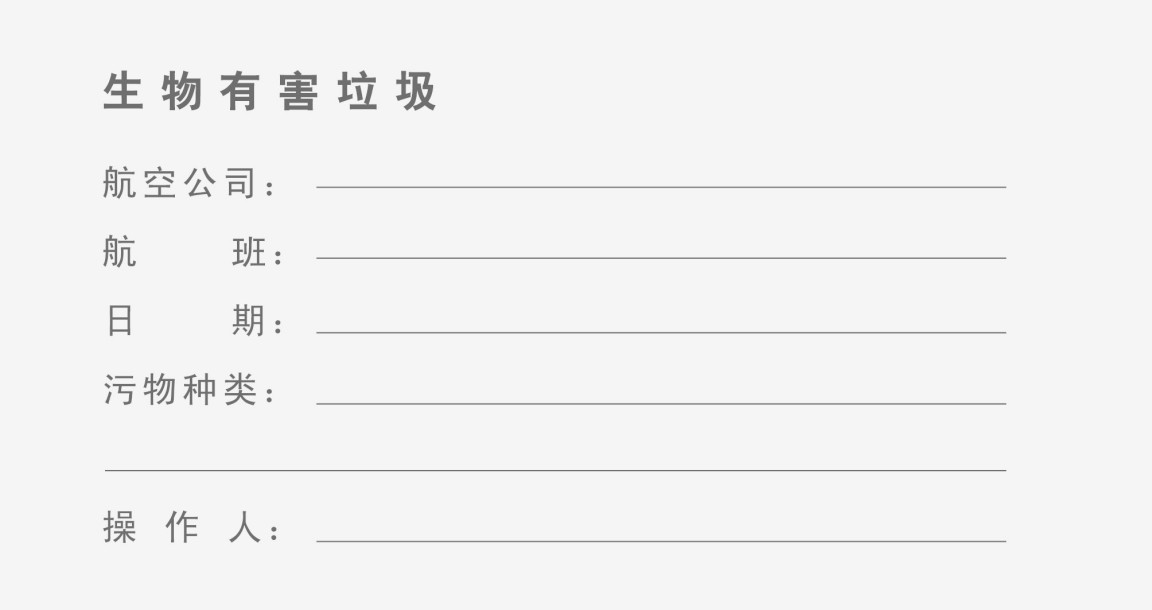 生物有害垃圾
航空公司：
航 班：
日 期：
污物种类：
操 作 人：